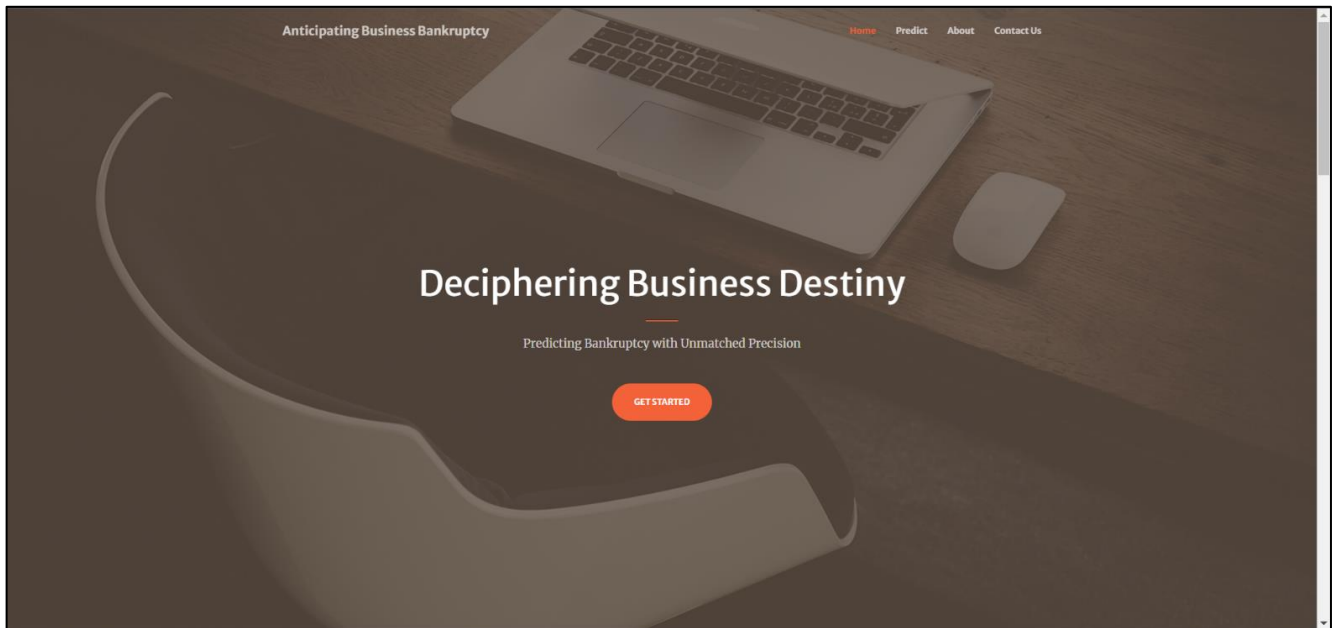 Anticipating Business Bankruptcy
Home Predict About Contact Us
Deciphering Business Destiny
Predicting Bankruptcy with Unmatched Precision
GET STARTED